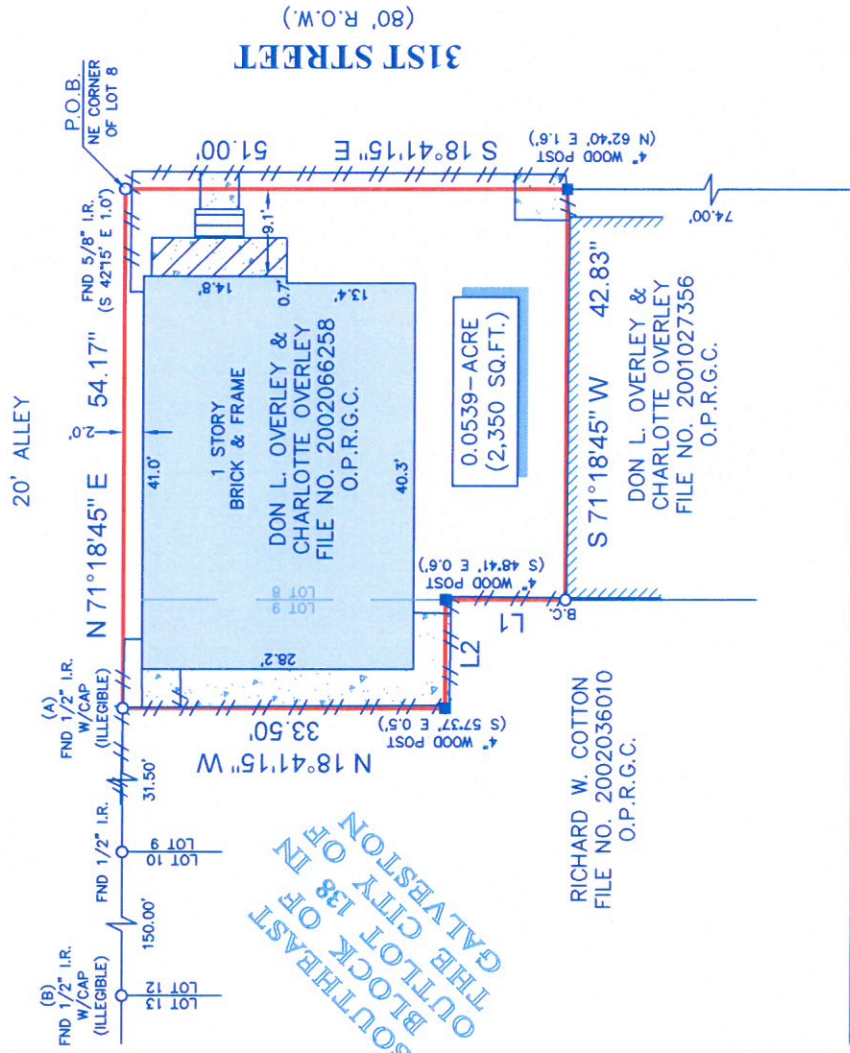 20' ALLEY
P.O.B.
NE CORNER
OF LOT 8
31ST STREET
(80' R.O.W.)
N 71°18'45" E 54.17"
FND 5/8" I.R.
(S 42°15' E 1.0')
2.0'
(A)
FND 1/2" I.R.
W/CAP
(ILLEGIBLE)
31.50'
FND 1/2" I.R.
LOT 10
LOT 9
150.00'
(B)
FND 1/2" I.R.
W/CAP
(ILLEGIBLE)
LOT 13
LOT 12
S 18°41'15" E 51.00'
4" WOOD POST
(N 62°40' E 1.6')
9.1'
14.8'
0.7'
13.4'
41.0'
1 STORY
BRICK & FRAME
DON L. OVERLEY &
CHARLOTTE OVERLEY
FILE NO. 2002066258
O.P.R.G.C.
40.3'
28.2'
LOT 9
LOT 8
0.0539-ACRE
(2,350 SQ.FT.)
N 18°41'15" W
33.50'
4" WOOD POST
(S 57°37' E 0.5')
L2
4" WOOD POST
(S 48°41' E 0.6')
L1
B.C.
S 71°18'45" W 42.83"
74.00'
DON L. OVERLEY &
CHARLOTTE OVERLEY
FILE NO. 2001027356
O.P.R.G.C.
RICHARD W. COTTON
FILE NO. 2002036010
O.P.R.G.C.
SOUTHEAST
BLOCK OF
OUTLOT 138 IN
THE CITY OF
GALVESTON